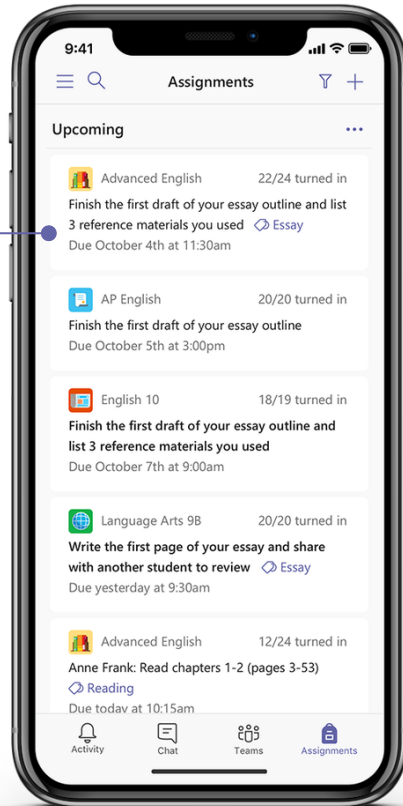 9:41
Assignments
Upcoming
Advanced English 22/24 turned in
Finish the first draft of your essay outline and list
3 reference materials you used Essay
Due October 4th at 11:30am
AP English 20/20 turned in
Finish the first draft of your essay outline
Due October 5th at 3:00pm
English 10 18/19 turned in
Finish the first draft of your essay outline and
list 3 reference materials you used
Due October 7th at 9:00am
Language Arts 9B 20/20 turned in
Write the first page of your essay and share
with another student to review Essay
Due yesterday at 9:30am
Advanced English 12/24 turned in
Anne Frank: Read chapters 1-2 (pages 3-53)
Reading
Due today at 10:15am
Activity Chat Teams Assignments